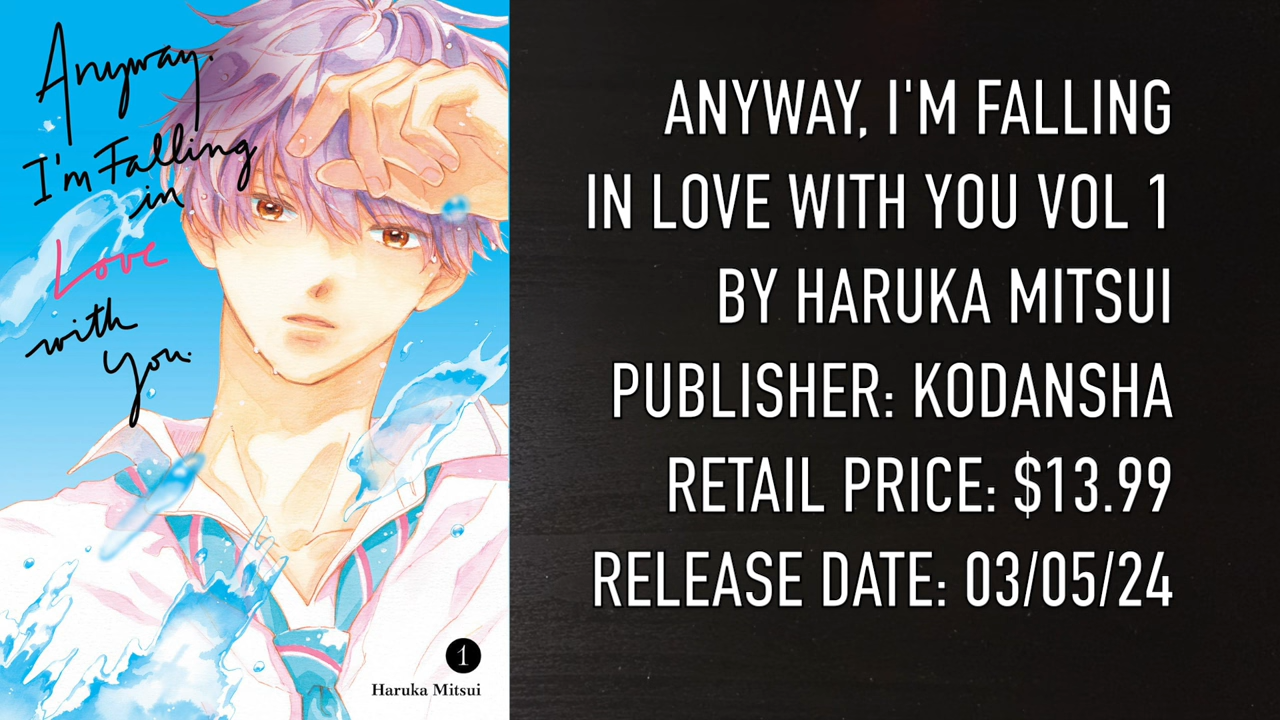 Anyway.
I'm Falling
in
Love
with
You.
1
Haruka Mitsui
ANYWAY, I'M FALLING
IN LOVE WITH YOU VOL 1
BY HARUKA MITSUI
PUBLISHER: KODANSHA
RETAIL PRICE: $13.99
RELEASE DATE: 03/05/24